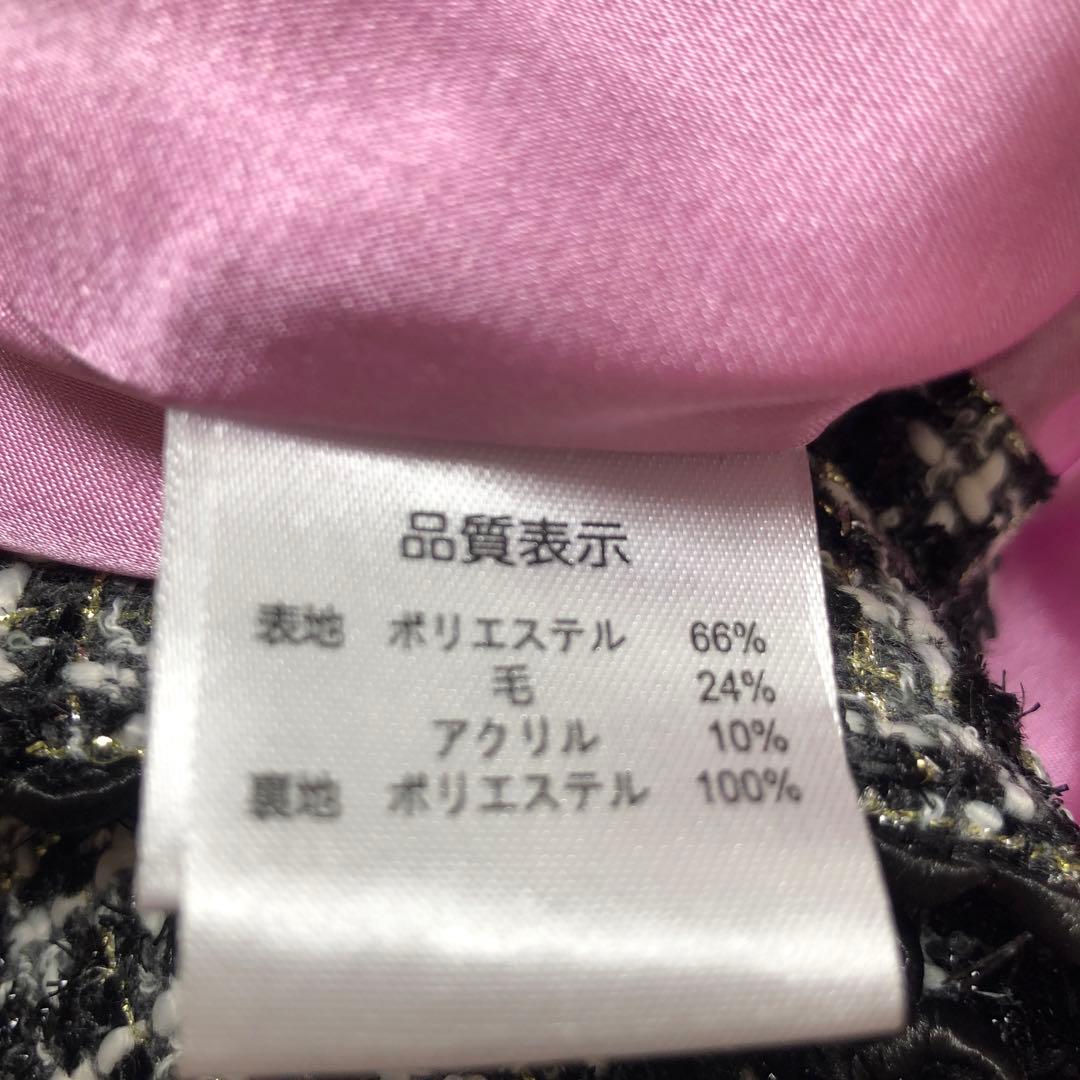 品質表示
表地 ポリエステル 66%
毛 24%
アクリル 10%
裏地 ポリエステル 100%